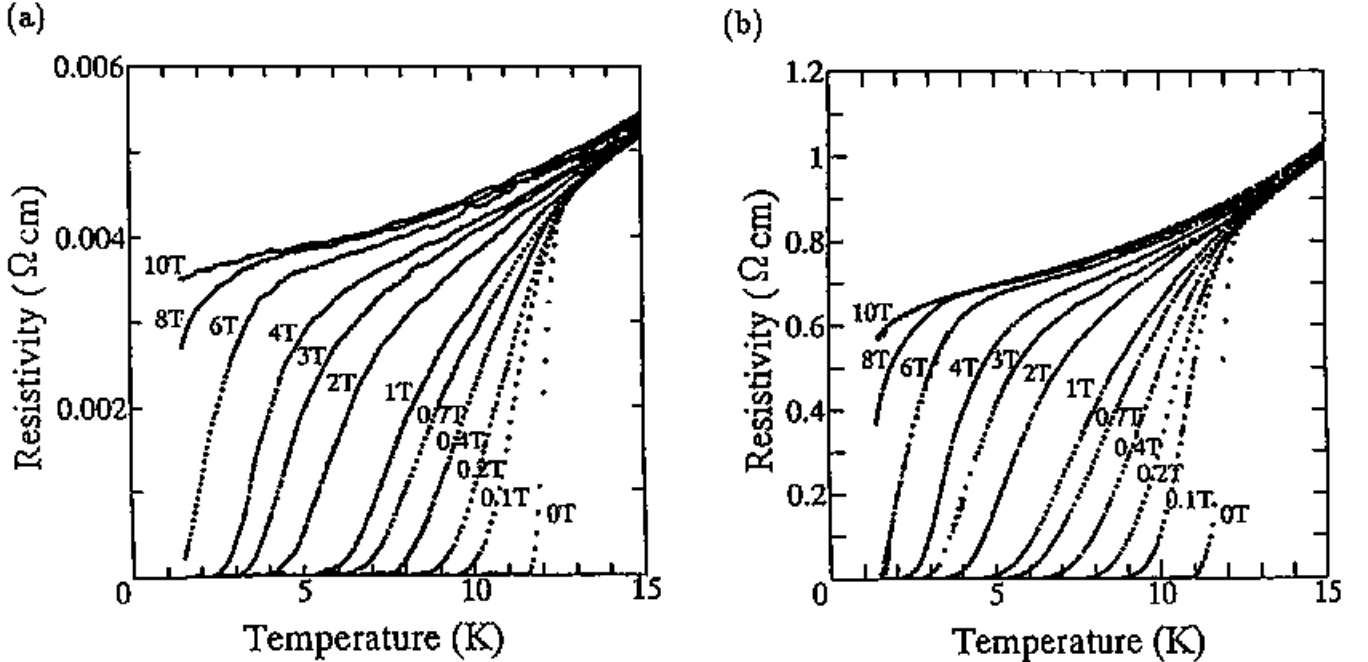 (a)
0.006
0.004
0.002
Resistivity ( Ω cm)
10T
8T
6T
4T
3T
2T
1T
0.7T
0.4T
0.2T
0.1T
0T
0
5
10
15
Temperature (K)
(b)
1.2
1
0.8
0.6
0.4
0.2
0
Resistivity ( Ω cm)
10T
8T
6T
4T
3T
2T
1T
0.7T
0.4T
0.2T
0.1T
0T
5
10
15
Temperature (K)